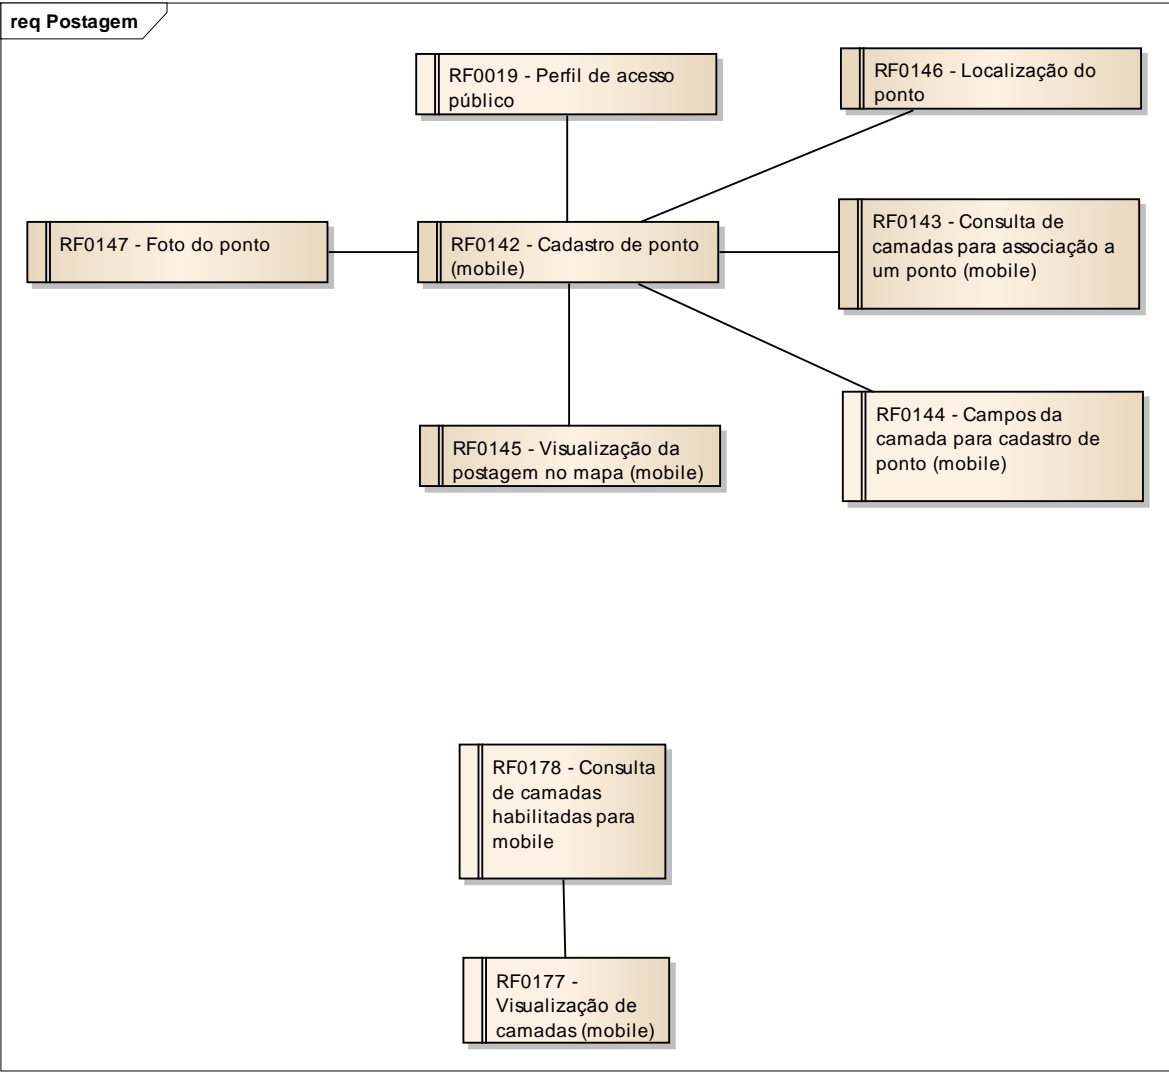 req Postagem
RF0019 - Perfil de acesso
público
RF0146 - Localização do
ponto
RF0147 - Foto do ponto
RF0142 - Cadastro de ponto
(mobile)
RF0143 - Consulta de
camadas para associação a
um ponto (mobile)
RF0145 - Visualização da
postagem no mapa (mobile)
RF0144 - Campos da
camada para cadastro de
ponto (mobile)
RF0178 - Consulta
de camadas
habilitadas para
mobile
RF0177 -
Visualização de
camadas (mobile)